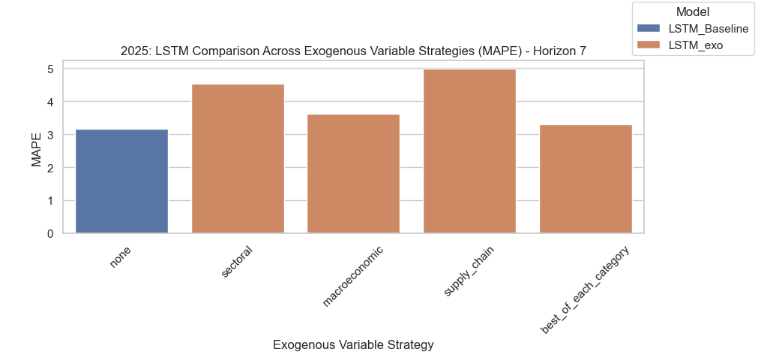 Model
LSTM_Baseline
LSTM_exo
2025: LSTM Comparison Across Exogenous Variable Strategies (MAPE) - Horizon 7
MAPE
5
4
3
2
1
0
none
sectoral
macroeconomic
supply_chain
best_of_each_category
Exogenous Variable Strategy